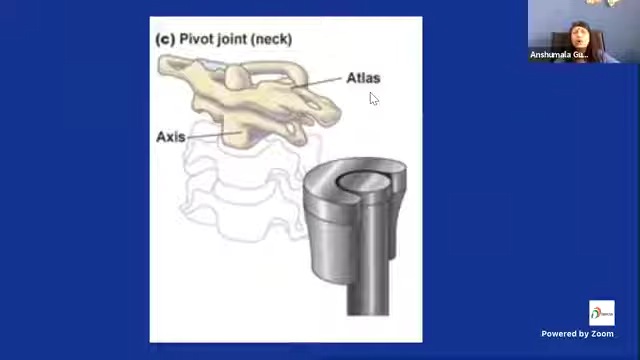 (c) Pivot joint (neck)
Atlas
Axis
Anshumala Gu...
Powered by Zoom